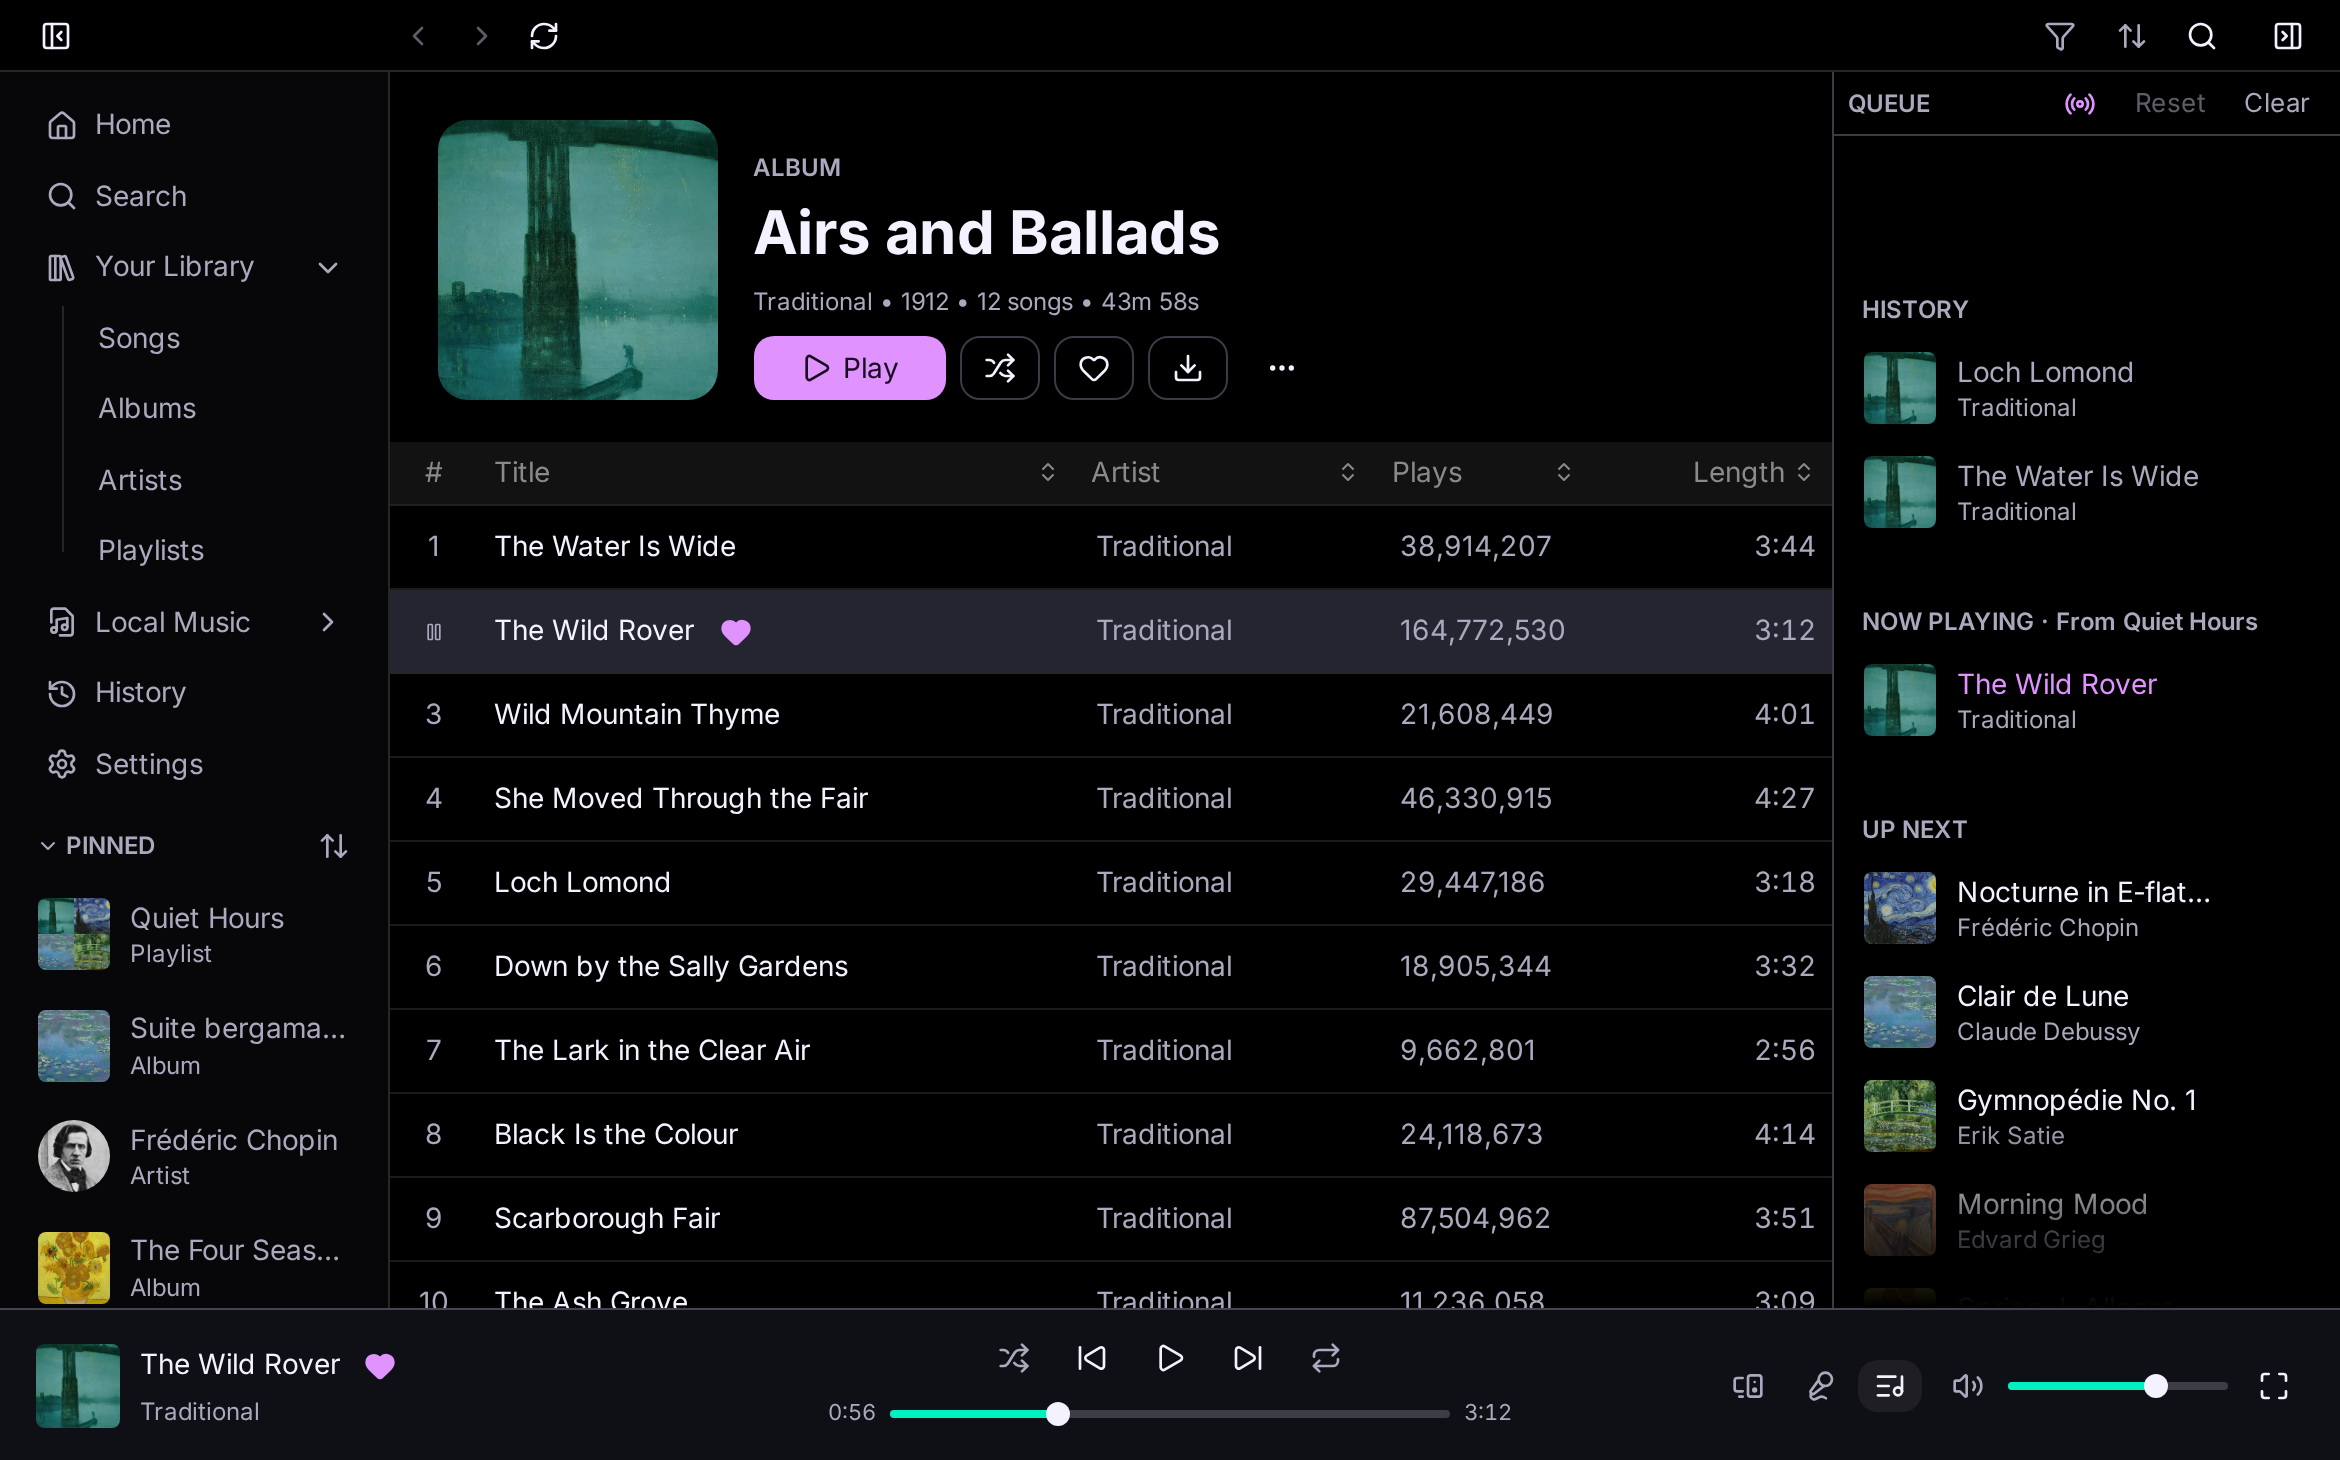 Home
Search
Your Library
Songs
Albums
Artists
Playlists
Local Music
History
Settings
PINNED
Quiet Hours
Playlist
Suite bergama...
Album
Frédéric Chopin
Artist
The Four Seas...
Album
ALBUM
Airs and Ballads
Traditional • 1912 • 12 songs • 43m 58s
Play
# Title Artist Plays Length
1 The Water Is Wide Traditional 38,914,207 3:44
The Wild Rover Traditional 164,772,530 3:12
3 Wild Mountain Thyme Traditional 21,608,449 4:01
4 She Moved Through the Fair Traditional 46,330,915 4:27
5 Loch Lomond Traditional 29,447,186 3:18
6 Down by the Sally Gardens Traditional 18,905,344 3:32
7 The Lark in the Clear Air Traditional 9,662,801 2:56
8 Black Is the Colour Traditional 24,118,673 4:14
9 Scarborough Fair Traditional 87,504,962 3:51
10 The Ash Grove Traditional 11,236,058 3:09
QUEUE Reset Clear
HISTORY
Loch Lomond
Traditional
The Water Is Wide
Traditional
NOW PLAYING · From Quiet Hours
The Wild Rover
Traditional
UP NEXT
Nocturne in E-flat...
Frédéric Chopin
Clair de Lune
Claude Debussy
Gymnopédie No. 1
Erik Satie
Morning Mood
Edvard Grieg
The Wild Rover
Traditional
0:56 3:12